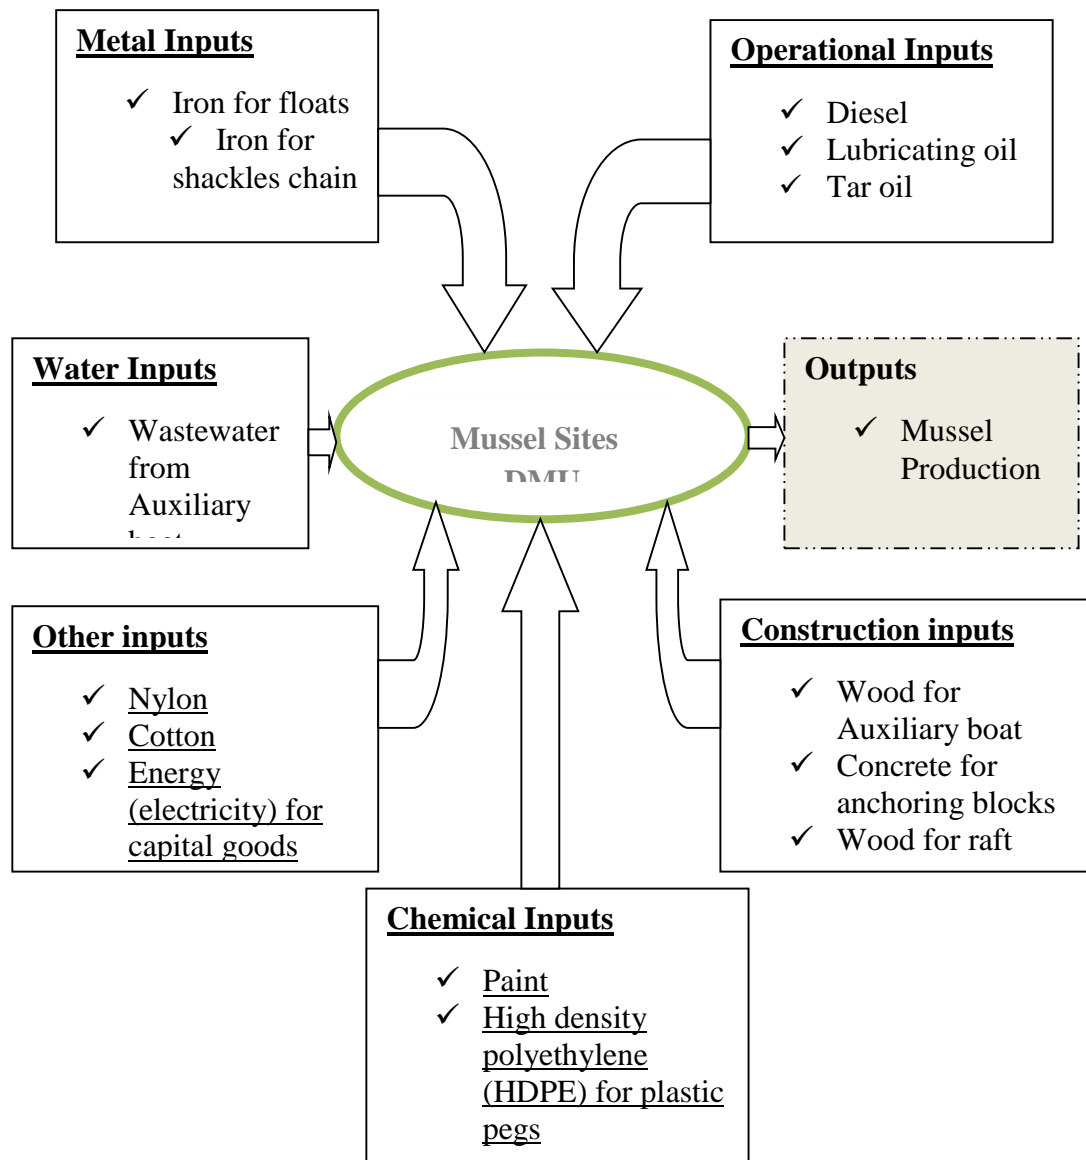 Metal Inputs
✓ Iron for floats
✓ Iron for
shackles chain
Operational Inputs
✓ Diesel
✓ Lubricating oil
✓ Tar oil
Water Inputs
✓ Wastewater
from
Auxiliary
Mussel Sites
DMU
Outputs
✓ Mussel
Production
Other inputs
✓ Nylon
✓ Cotton
✓ Energy
(electricity) for
capital goods
Construction inputs
✓ Wood for
Auxiliary boat
✓ Concrete for
anchoring blocks
✓ Wood for raft
Chemical Inputs
✓ Paint
✓ High density
polyethylene
(HDPE) for plastic
pegs